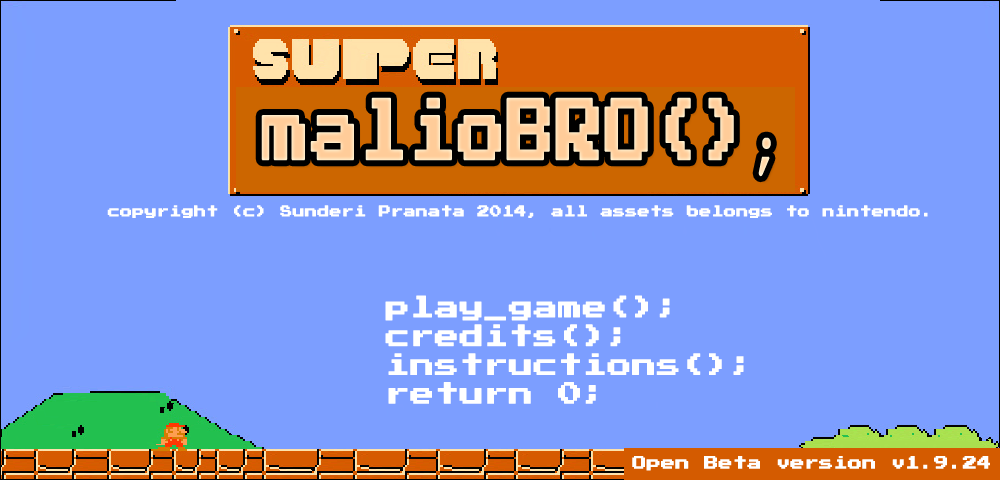 SUPER
malioBRO();
copyright (c) Sunderi Pranata 2014, all assets belongs to nintendo.
play_game();
credits();
instructions();
return 0;
Open Beta version v1.9.24